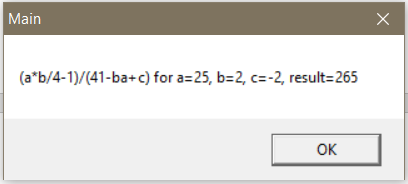 Main
(a*b/4-1)/(41-ba+c) for a=25, b=2, c=-2, result=265
OK